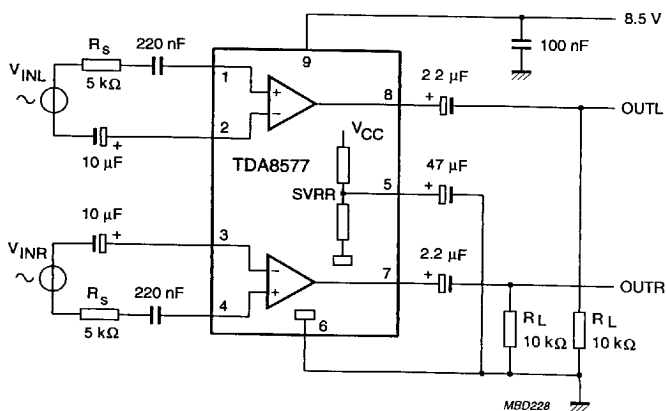 8.5 V
R_S
220 nF
9
100 nF
V_INL
5 kΩ
1
+
2.2 μF
8
+
OUTL
−
2
10 μF
+
V_CC
TDA8577
47 μF
5
+
SVRR
10 μF
+
3
2.2 μF
V_INR
−
7
+
OUTR
R_S
220 nF
4
+
5 kΩ
6
R_L
10 kΩ
R_L
10 kΩ
MBD228